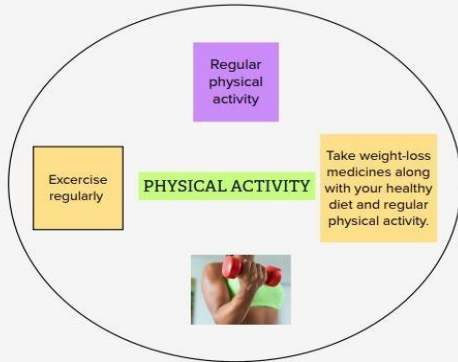 Regular
physical
activity
Excercise
regularly
PHYSICAL ACTIVITY
Take weight-loss
medicines along
with your healthy
diet and regular
physical activity.